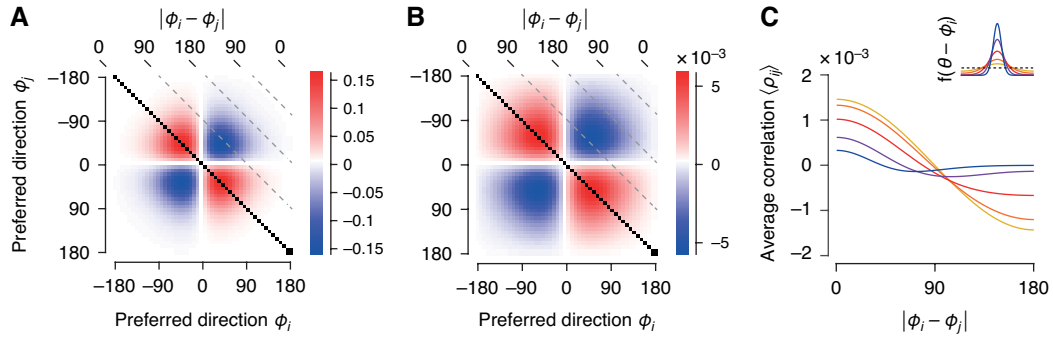 A
|ϕi − ϕj|
0 90 180 90 0
Preferred direction ϕj
−180
−90
0
90
180
−180 −90 0 90 180
Preferred direction ϕi
0.15
0.10
0.05
0
−0.05
−0.10
−0.15
B
|ϕi − ϕj|
0 90 180 90 0
−180
−90
0
90
180
−180 −90 0 90 180
Preferred direction ϕi
× 10−3
5
0
−5
C
f(θ − ϕi)
× 10−3
Average correlation ⟨ρij⟩
2
1
0
−1
−2
0 90 180
|ϕi − ϕj|